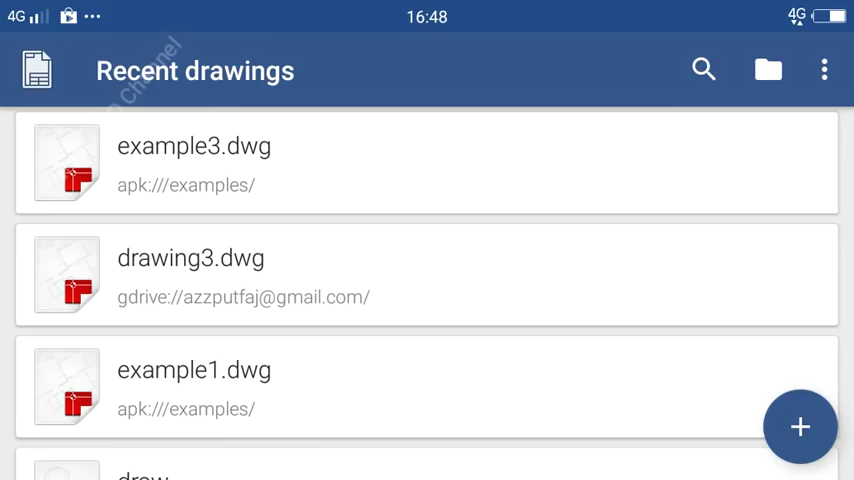 4G 16:48 4G
Recent drawings
example3.dwg
apk:///examples/
drawing3.dwg
gdrive://azzputfaj@gmail.com/
example1.dwg
apk:///examples/
Channel